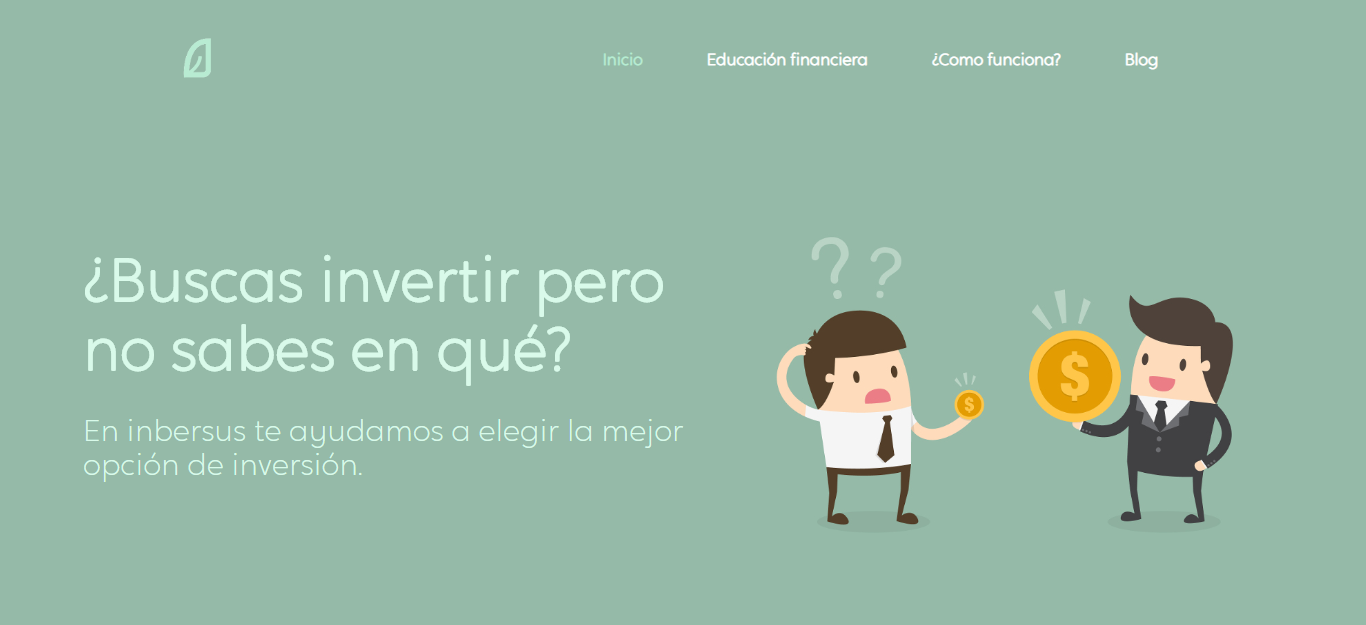 Inicio
Educación financiera
¿Como funciona?
Blog
¿Buscas invertir pero
no sabes en qué?
En inbersus te ayudamos a elegir la mejor
opción de inversión.
? ?
$
$